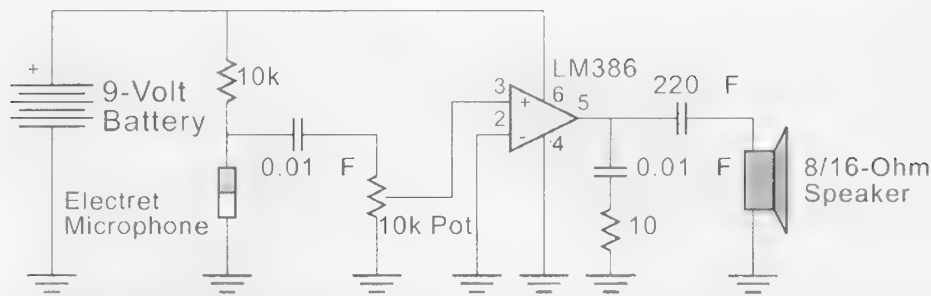 +
9-Volt
Battery
10k
0.01 F
Electret
Microphone
10k Pot
LM386
3
+
6
5
2
-
4
220 F
0.01 F
10
8/16-Ohm
Speaker